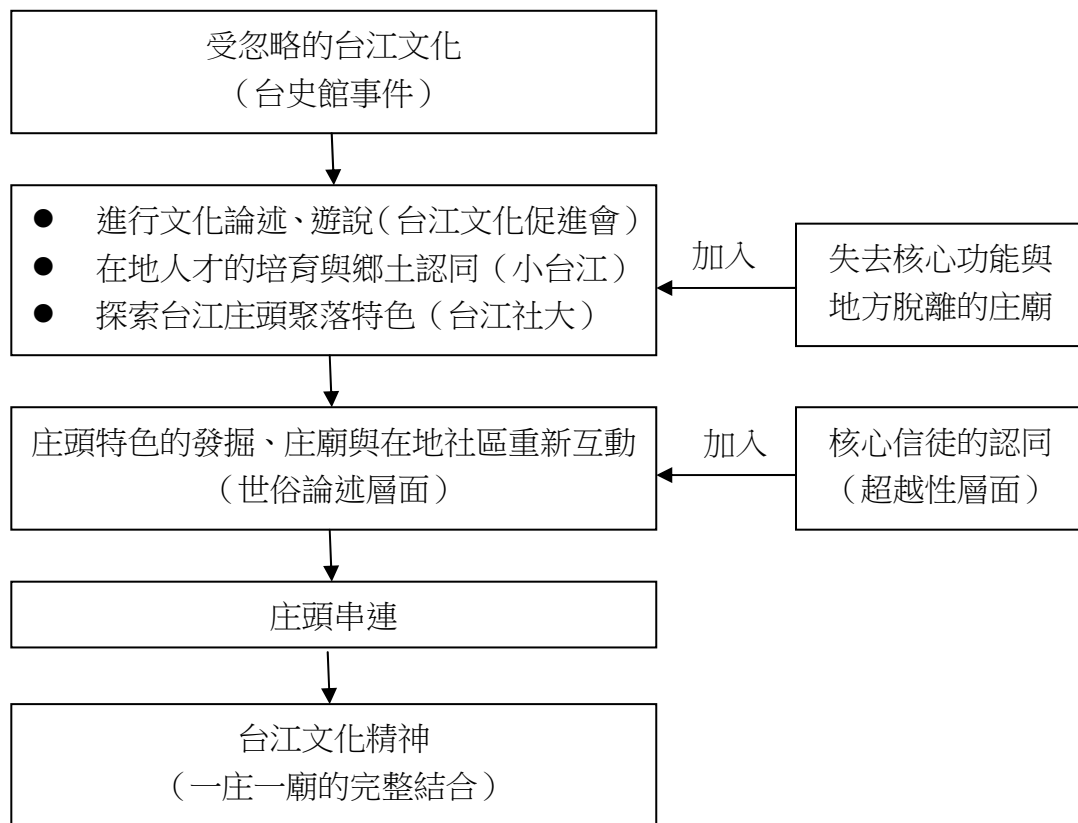 受忽略的台江文化
（台史館事件）
● 進行文化論述、遊說（台江文化促進會）
● 在地人才的培育與鄉土認同（小台江）
● 探索台江庄頭聚落特色（台江社大）
加入
失去核心功能與
地方脫離的庄廟
庄頭特色的發掘、庄廟與在地社區重新互動
（世俗論述層面）
加入
核心信徒的認同
（超越性層面）
庄頭串連
台江文化精神
（一庄一廟的完整結合）